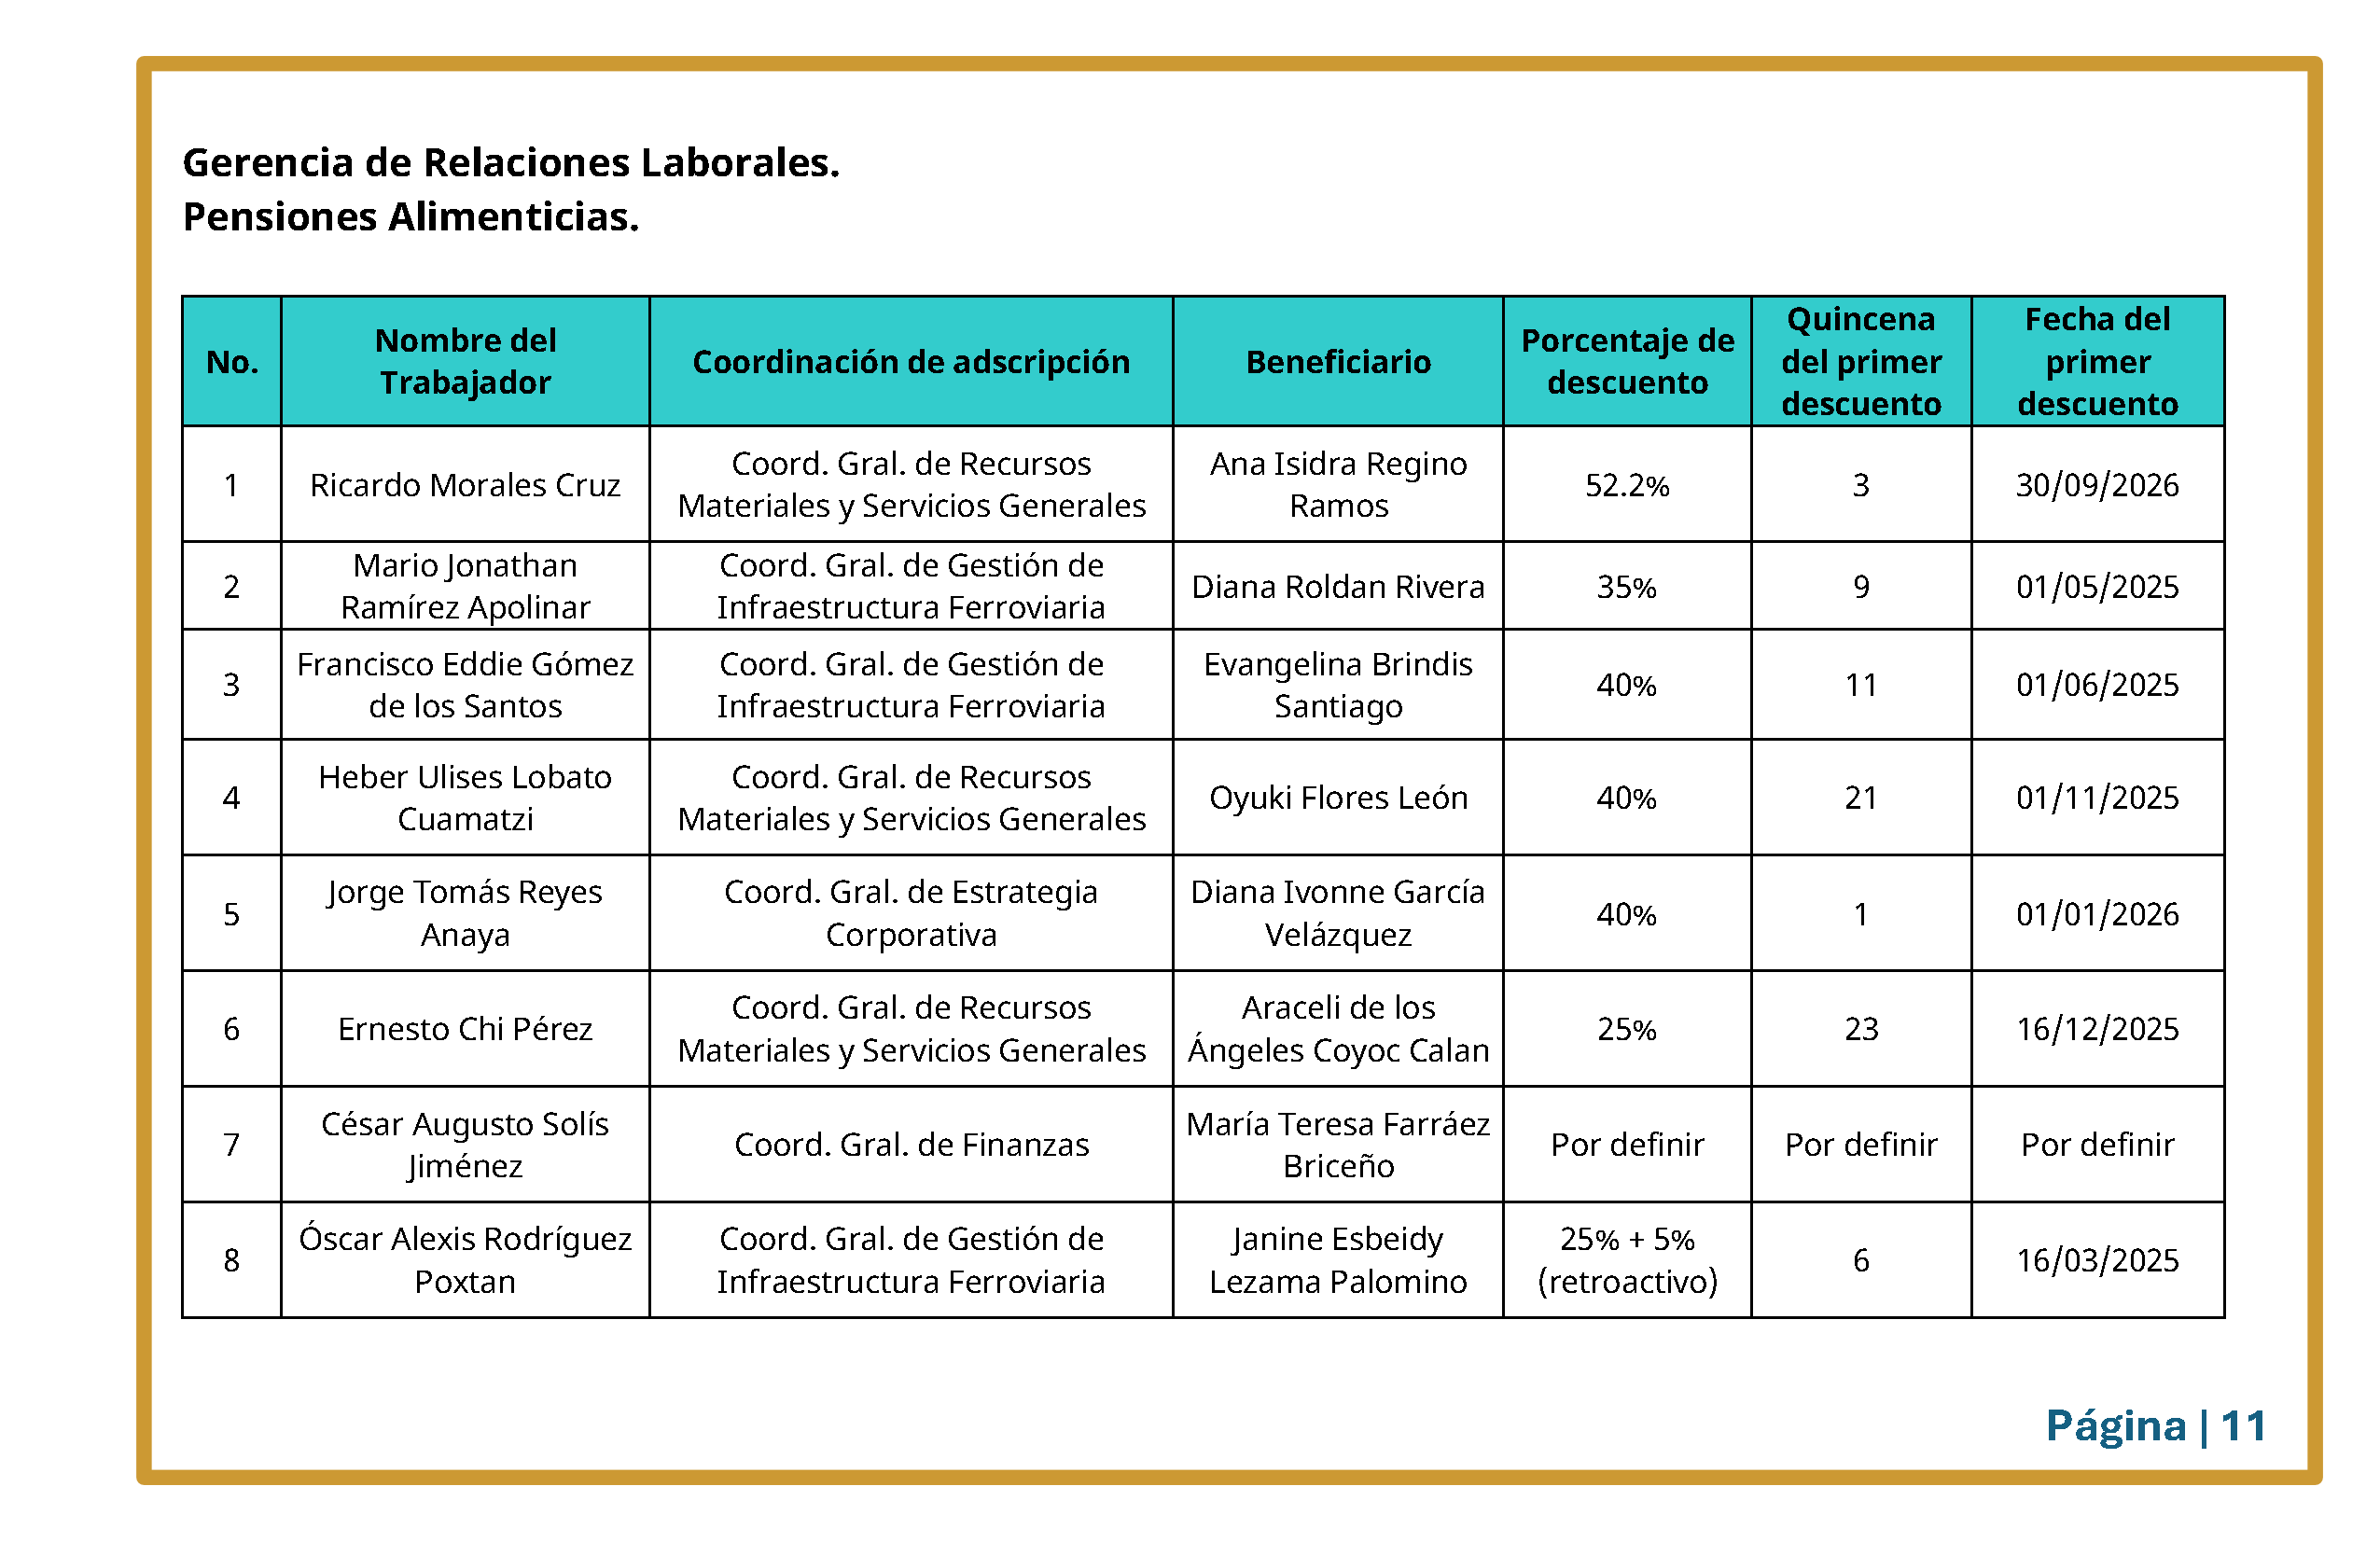 Gerencia de Relaciones Laborales.
Pensiones Alimenticias.
No.
Nombre del
Trabajador
Coordinación de adscripción
Beneficiario
Porcentaje de
descuento
Quincena
del primer
descuento
Fecha del
primer
descuento
1
Ricardo Morales Cruz
Coord. Gral. de Recursos
Materiales y Servicios Generales
Ana Isidra Regino
Ramos
52.2%
3
30/09/2026
2
Mario Jonathan
Ramírez Apolinar
Coord. Gral. de Gestión de
Infraestructura Ferroviaria
Diana Roldan Rivera
35%
9
01/05/2025
3
Francisco Eddie Gómez
de los Santos
Coord. Gral. de Gestión de
Infraestructura Ferroviaria
Evangelina Brindis
Santiago
40%
11
01/06/2025
4
Heber Ulises Lobato
Cuamatzi
Coord. Gral. de Recursos
Materiales y Servicios Generales
Oyuki Flores León
40%
21
01/11/2025
5
Jorge Tomás Reyes
Anaya
Coord. Gral. de Estrategia
Corporativa
Diana Ivonne García
Velázquez
40%
1
01/01/2026
6
Ernesto Chi Pérez
Coord. Gral. de Recursos
Materiales y Servicios Generales
Araceli de los
Ángeles Coyoc Calan
25%
23
16/12/2025
7
César Augusto Solís
Jiménez
Coord. Gral. de Finanzas
María Teresa Farráez
Briceño
Por definir
Por definir
Por definir
8
Óscar Alexis Rodríguez
Poxtan
Coord. Gral. de Gestión de
Infraestructura Ferroviaria
Janine Esbeidy
Lezama Palomino
25% + 5%
(retroactivo)
6
16/03/2025
Página | 11